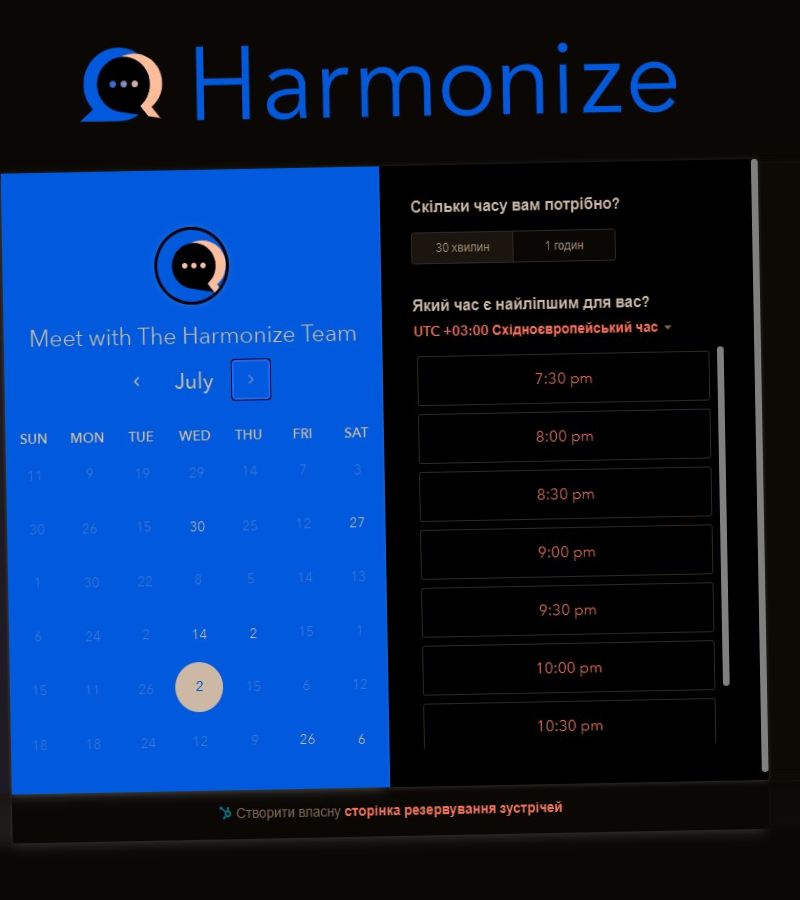 Harmonize
Meet with The Harmonize Team
July
SUN MON TUE WED THU FRI SAT
11 9 19 29 14 7 3
30 26 15 30 25 12 27
1 30 22 8 5 14 13
6 24 2 14 2 15 1
15 11 26 2 15 6 12
18 18 24 12 9 26 6
Скільки часу вам потрібно?
30 хвилин 1 годин
Який час є найліпшим для вас?
UTC +03:00 Східноєвропейський час
7:30 pm
8:00 pm
8:30 pm
9:00 pm
9:30 pm
10:00 pm
10:30 pm
Створити власну сторінка резервування зустрічей